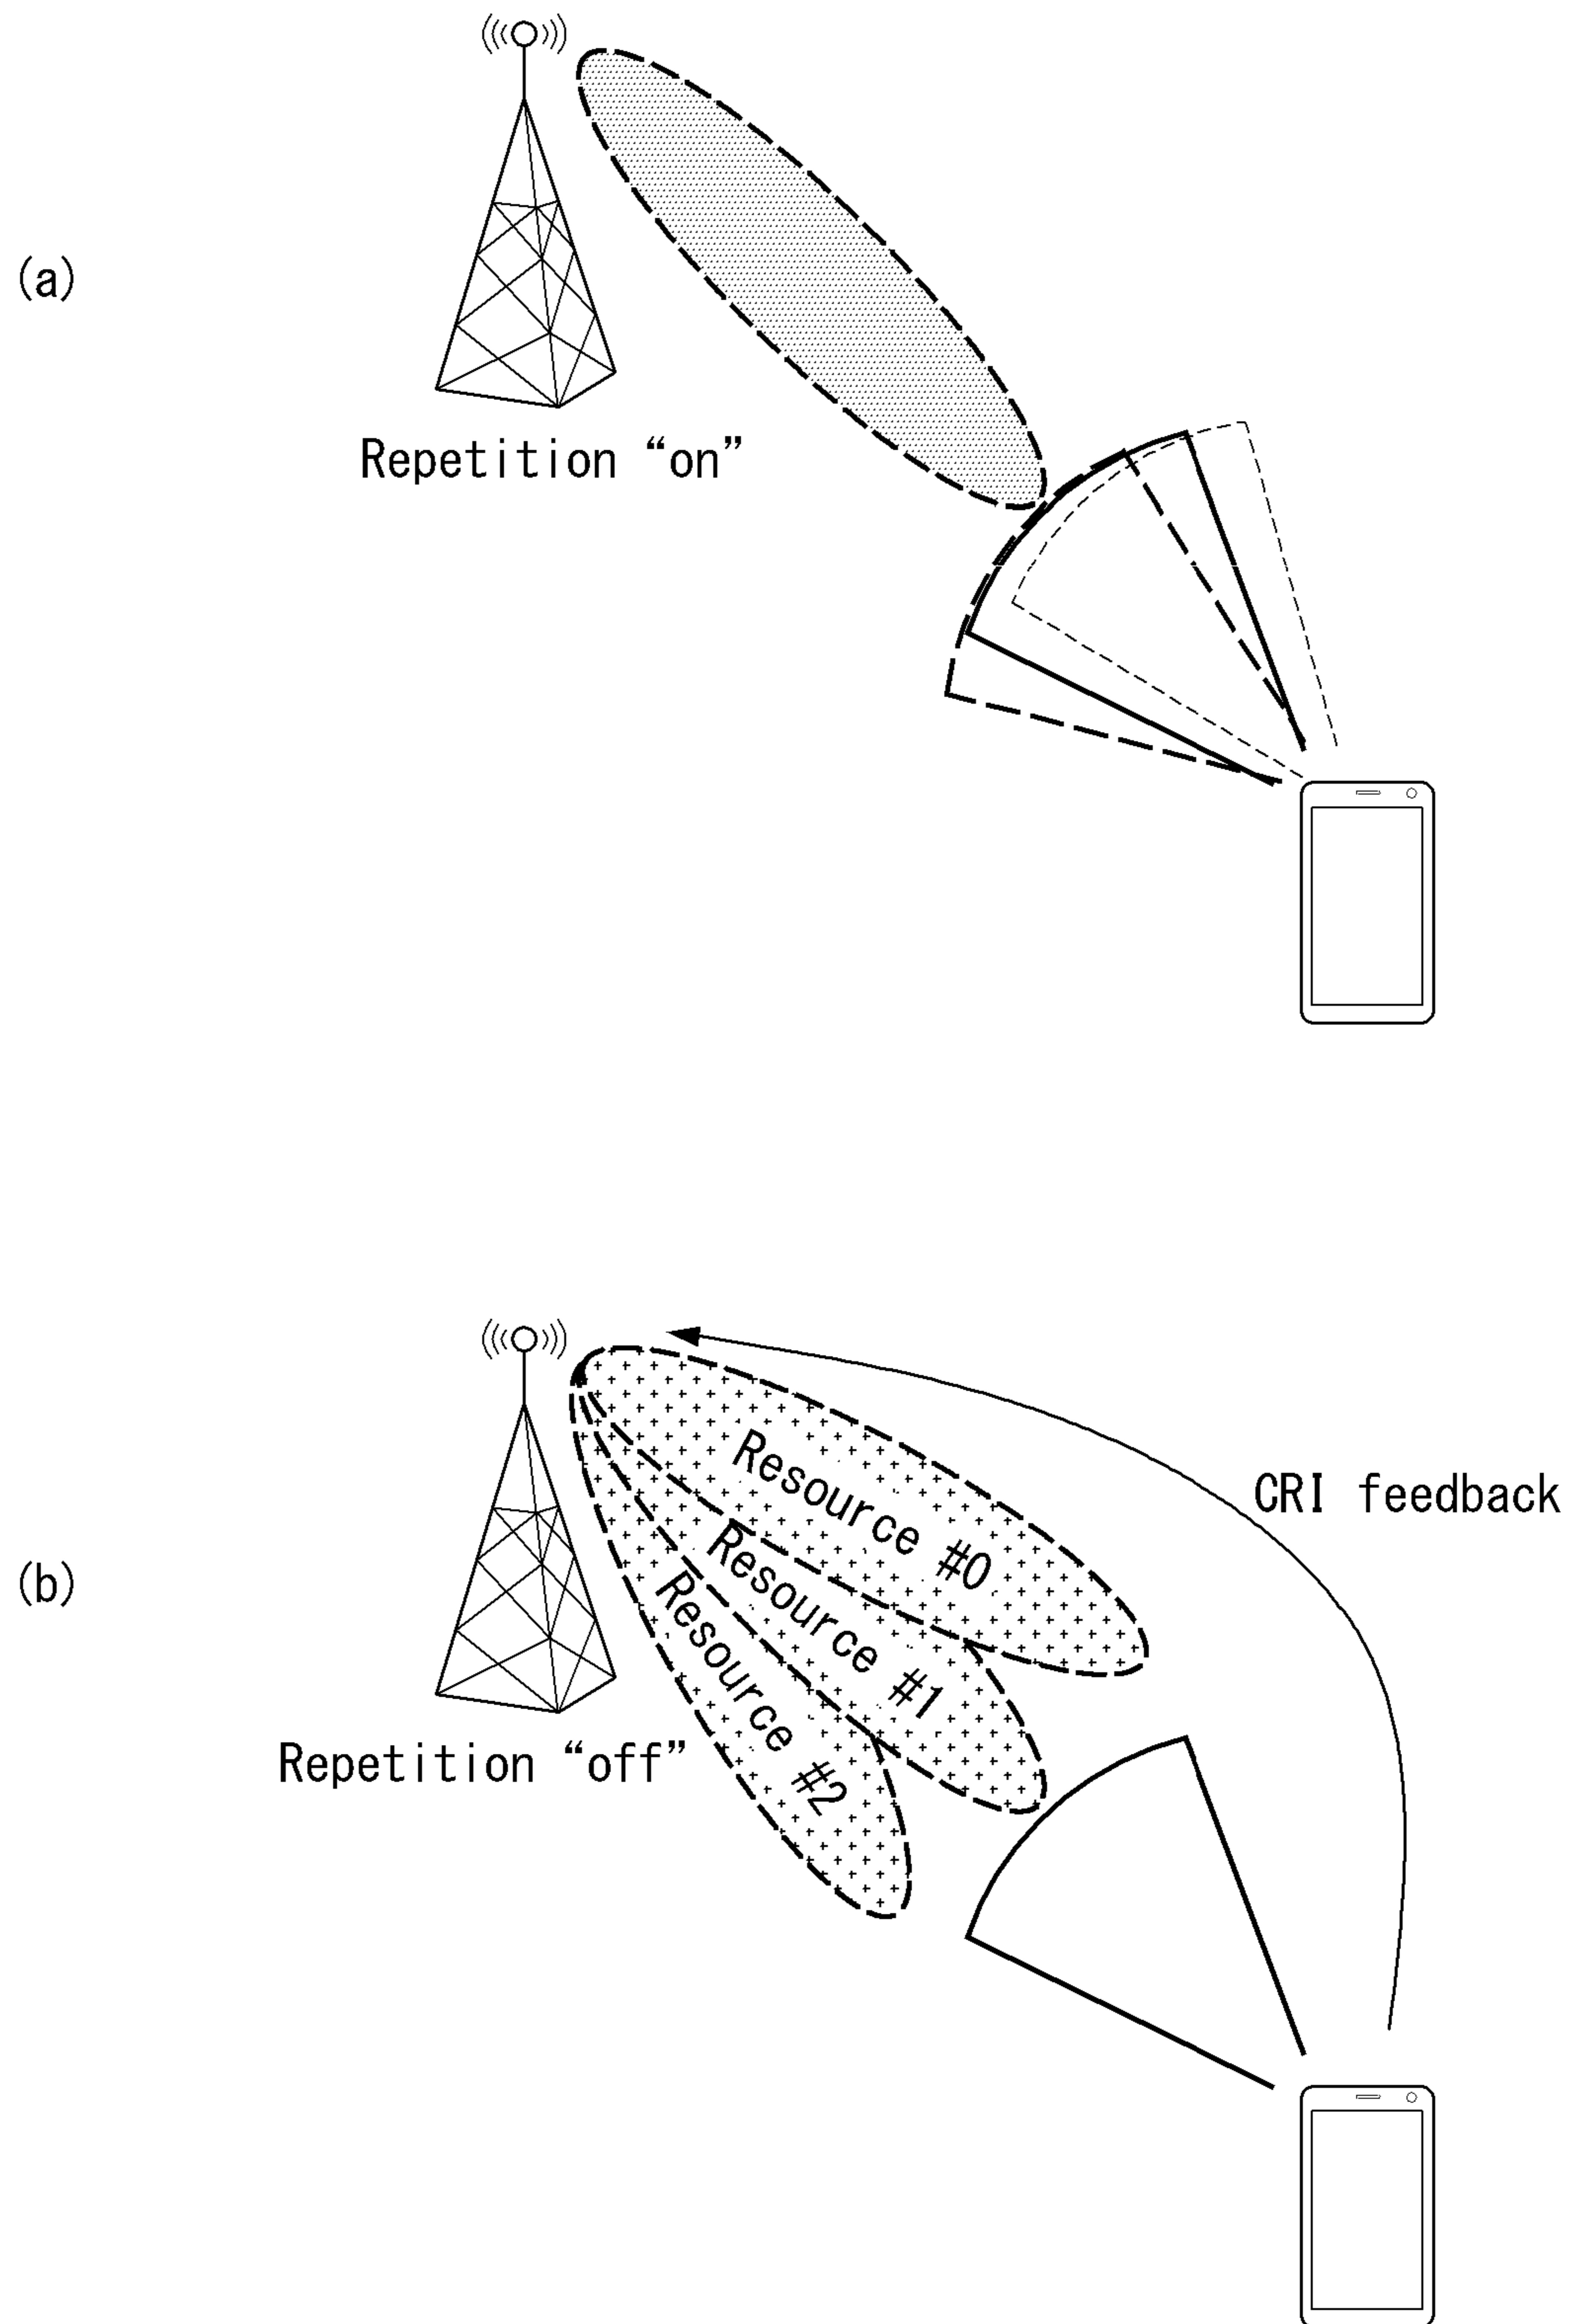 (a)
Repetition “on”
(b)
Resource #0
Resource #1
Resource #2
CRI feedback
Repetition “off”